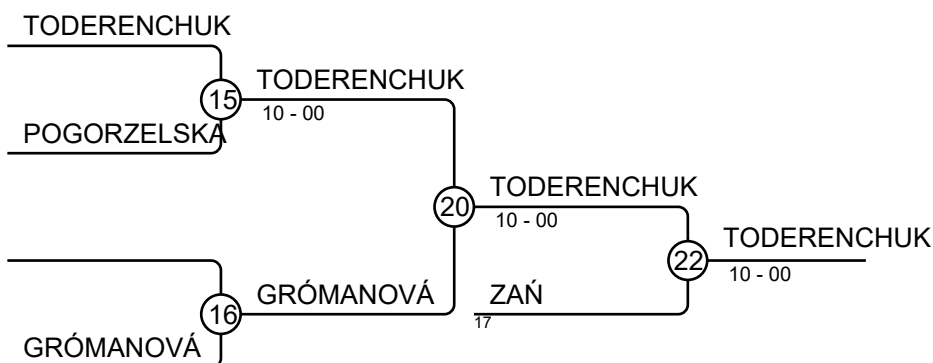 TODERENCHUK
15
TODERENCHUK
10 - 00
POGORZELSKA
20
TODERENCHUK
10 - 00
22
TODERENCHUK
10 - 00
16
GRÓMANOVÁ
ZAŃ
17
GRÓMANOVÁ